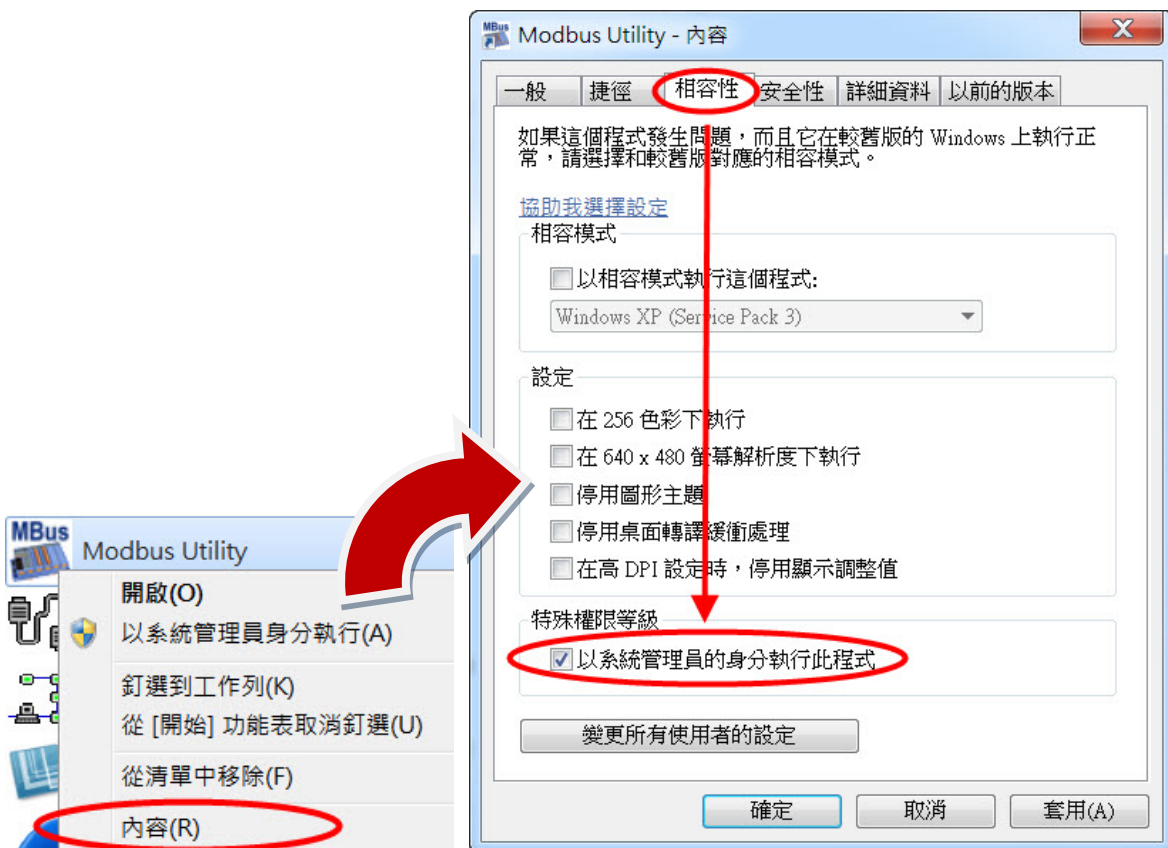 MBus
Modbus Utility
開啟(O)
以系統管理員身分執行(A)
釘選到工作列(K)
從 [開始] 功能表取消釘選(U)
從清單中移除(F)
內容(R)
MBus
Modbus Utility - 內容
一般 捷徑 相容性 安全性 詳細資料 以前的版本
如果這個程式發生問題，而且它在較舊版的 Windows 上執行正
常，請選擇和較舊版對應的相容模式。
協助我選擇設定
相容模式
以相容模式執行這個程式:
Windows XP (Service Pack 3)
設定
在 256 色彩下執行
在 640 x 480 螢幕解析度下執行
停用圖形主題
停用桌面轉譯緩衝處理
在高 DPI 設定時，停用顯示調整值
特殊權限等級
以系統管理員的身分執行此程式
變更所有使用者的設定
確定 取消 套用(A)